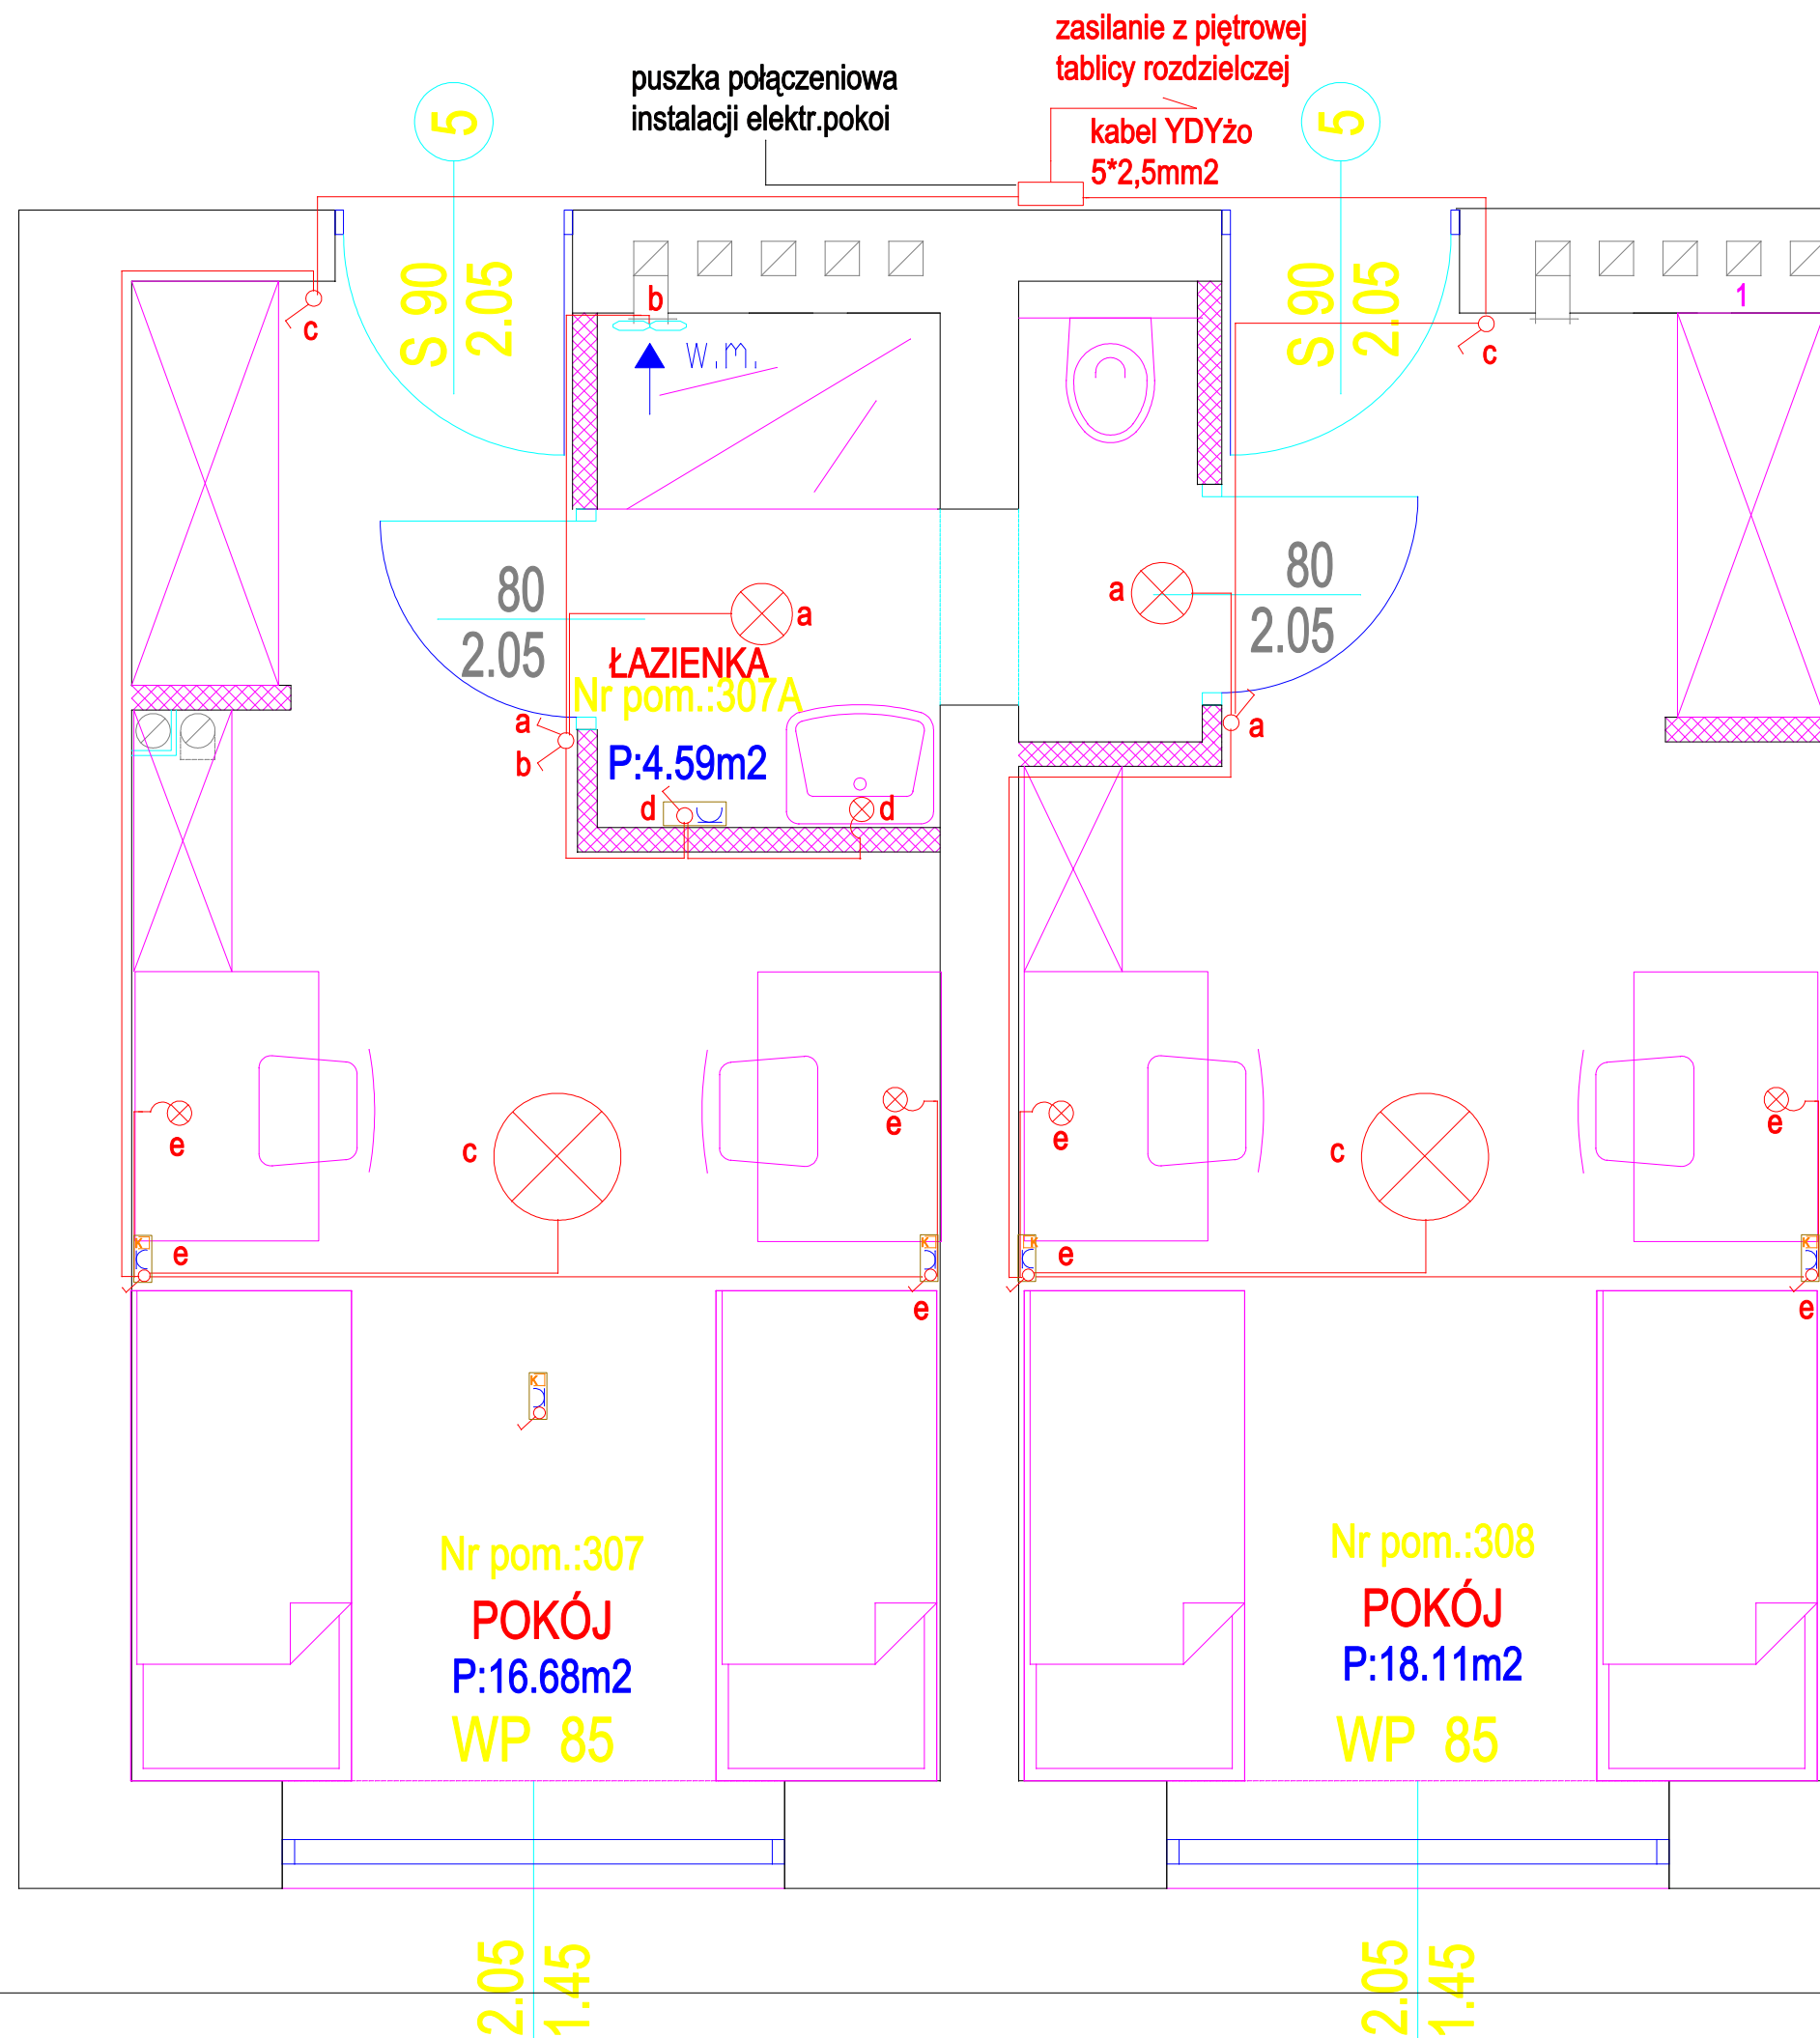 zasilanie z piętrowej
tablicy rozdzielczej
puszka połączeniowa
instalacji elektr.pokoi
kabel YDYżo
5*2,5mm2
5
5
S 90
2.05
S 90
2.05
b
1
c
c
w.m.
80
2.05
80
2.05
a
a
ŁAZIENKA
Nr pom.:307A
P:4.59m2
a
b
a
d
d
e
c
e
e
c
e
K
e
K
K
e
K
e
e
K
Nr pom.:307
POKÓJ
P:16.68m2
WP 85
Nr pom.:308
POKÓJ
P:18.11m2
WP 85
2.05
1.45
2.05
1.45